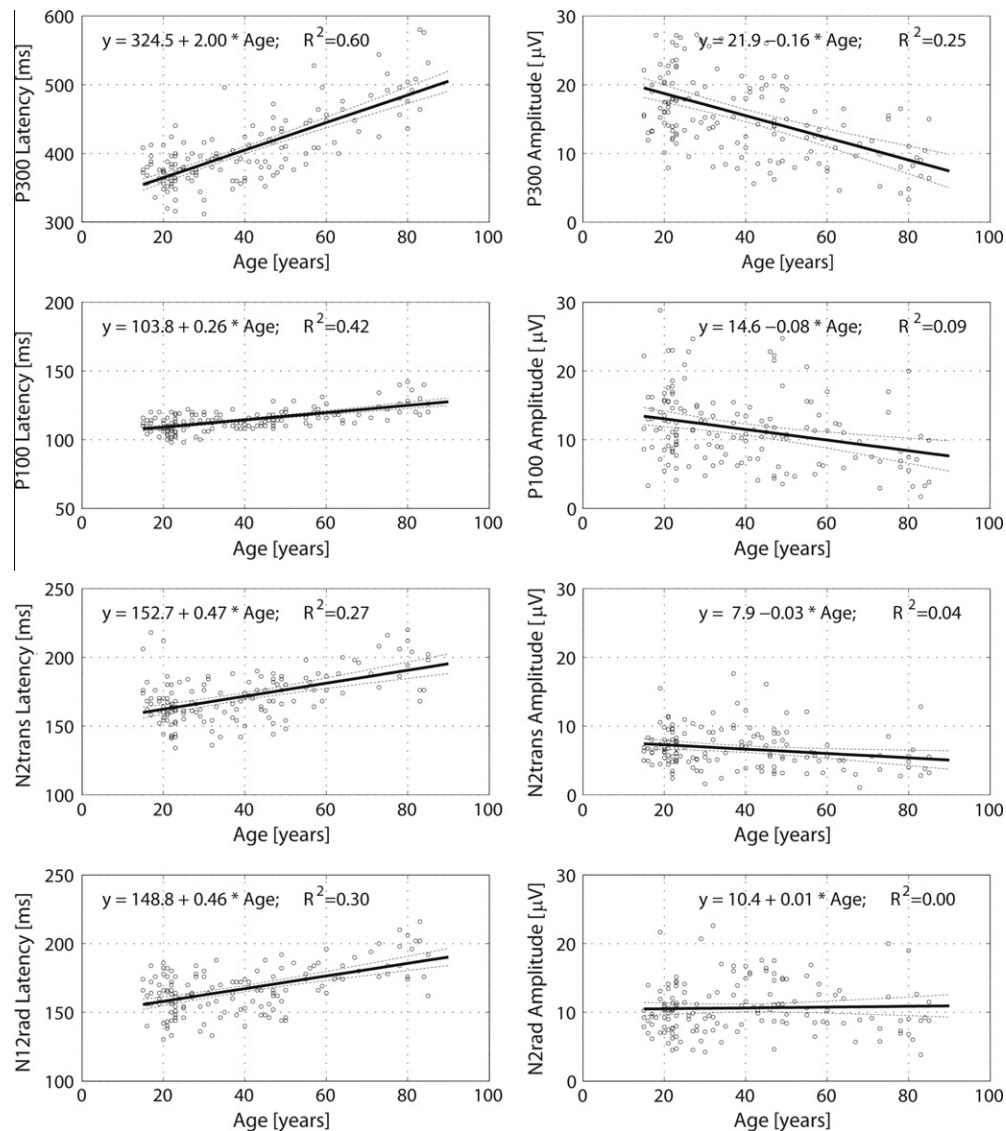 y = 324.5 + 2.00 * Age; R²=0.60
P300 Latency [ms]
600
500
400
300
0 20 40 60 80 100
Age [years]
y = 21.9 −0.16 * Age; R²=0.25
P300 Amplitude [ µV]
30
20
10
0
0 20 40 60 80 100
Age [years]
y = 103.8 + 0.26 * Age; R²=0.42
P100 Latency [ms]
200
150
100
50
0 20 40 60 80 100
Age [years]
y = 14.6 −0.08 * Age; R²=0.09
P100 Amplitude [ µV]
30
20
10
0
0 20 40 60 80 100
Age [years]
y = 152.7 + 0.47 * Age; R²=0.27
N2trans Latency [ms]
250
200
150
100
0 20 40 60 80 100
Age [years]
y = 7.9 −0.03 * Age; R²=0.04
N2trans Amplitude [ µV]
30
20
10
0
0 20 40 60 80 100
Age [years]
y = 148.8 + 0.46 * Age; R²=0.30
N12rad Latency [ms]
250
200
150
100
0 20 40 60 80 100
Age [years]
y = 10.4 + 0.01 * Age; R²=0.00
N2rad Amplitude [ µV]
30
20
10
0
0 20 40 60 80 100
Age [years]